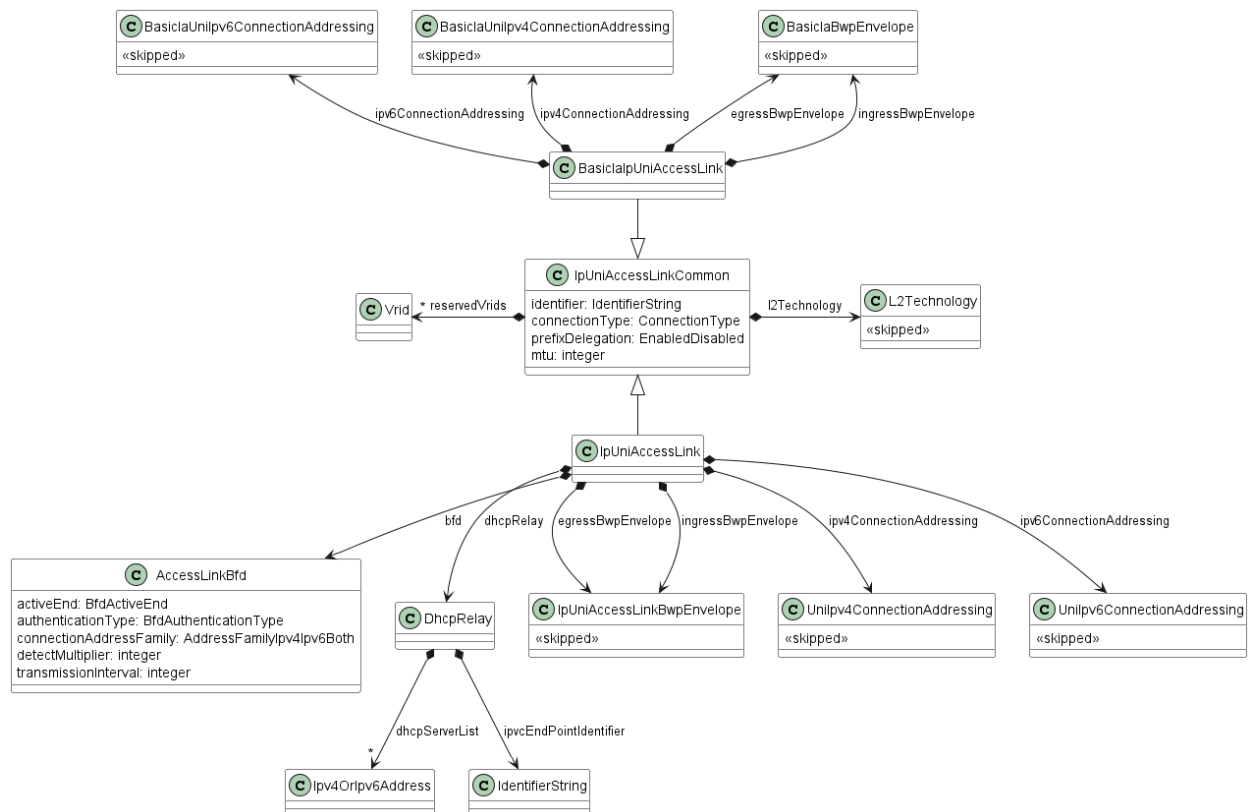 C BasicIaUniIpv6ConnectionAddressing
«skipped»
C BasicIaUniIpv4ConnectionAddressing
«skipped»
C BasicIaBwpEnvelope
«skipped»
ipv6ConnectionAddressing
ipv4ConnectionAddressing
egressBwpEnvelope
ingressBwpEnvelope
C BasicIaIpUniAccessLink
C IpUniAccessLinkCommon
identifier: IdentifierString
connectionType: ConnectionType
prefixDelegation: EnabledDisabled
mtu: integer
C Vrid
* reservedVrids
l2Technology
C L2Technology
«skipped»
C IpUniAccessLink
bfd
dhcpRelay
egressBwpEnvelope
ingressBwpEnvelope
ipv4ConnectionAddressing
ipv6ConnectionAddressing
C AccessLinkBfd
activeEnd: BfdActiveEnd
authenticationType: BfdAuthenticationType
connectionAddressFamily: AddressFamilyIpv4Ipv6Both
detectMultiplier: integer
transmissionInterval: integer
C DhcpRelay
C IpUniAccessLinkBwpEnvelope
«skipped»
C UniIpv4ConnectionAddressing
«skipped»
C UniIpv6ConnectionAddressing
«skipped»
dhcpServerList
*
ipvcEndPointIdentifier
C Ipv4OrIpv6Address
C IdentifierString